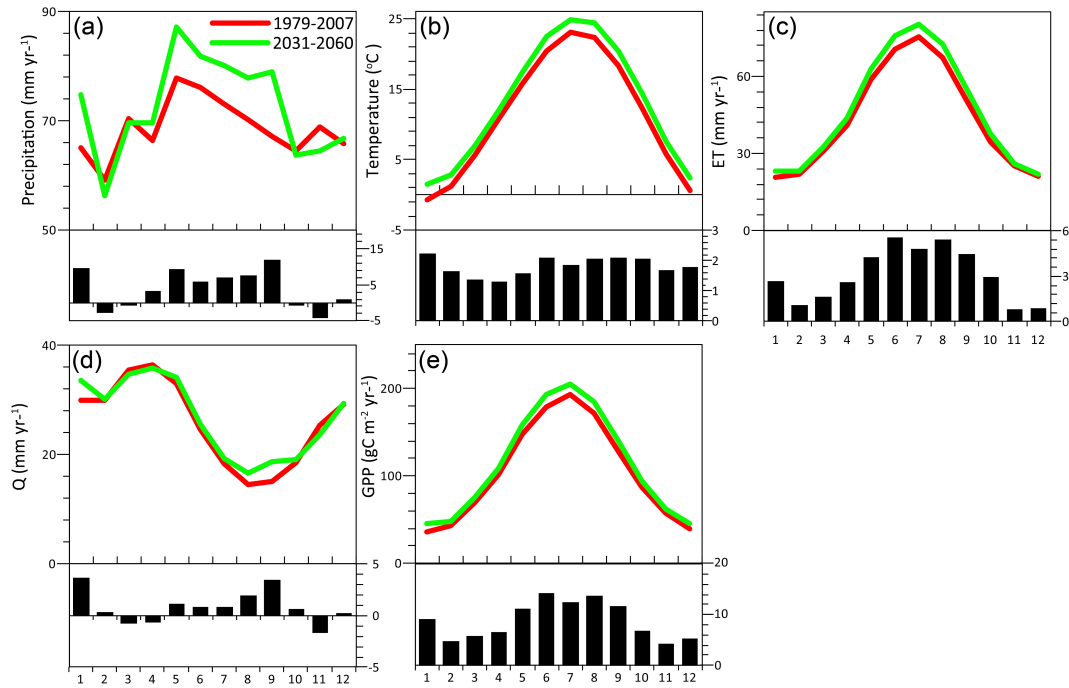 (a)
1979-2007
2031-2060
Precipitation (mm yr-1)
90
70
50
15
5
-5
(b)
Temperature (°C)
25
15
5
-5
3
2
1
0
(c)
ET (mm yr-1)
60
30
0
6
3
0
1 2 3 4 5 6 7 8 9 10 11 12
(d)
Q (mm yr-1)
40
20
0
5
0
-5
1 2 3 4 5 6 7 8 9 10 11 12
(e)
GPP (gC m-2 yr-1)
200
100
0
20
10
0
1 2 3 4 5 6 7 8 9 10 11 12